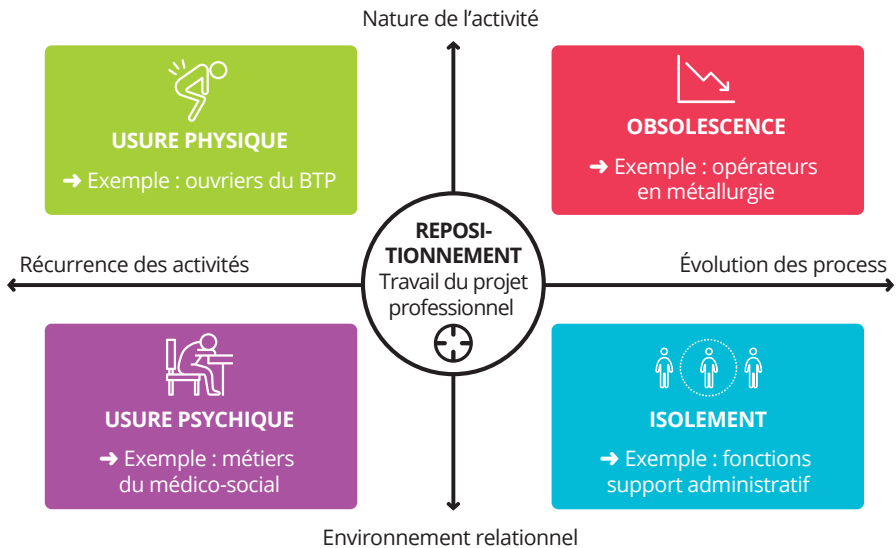 Nature de l’activité
USURE PHYSIQUE
➜ Exemple : ouvriers du BTP
OBSOLESCENCE
➜ Exemple : opérateurs
en métallurgie
Récurrence des activités
REPOSI-
TIONNEMENT
Travail du projet
professionnel
Évolution des process
USURE PSYCHIQUE
➜ Exemple : métiers
du médico-social
ISOLEMENT
➜ Exemple : fonctions
support administratif
Environnement relationnel